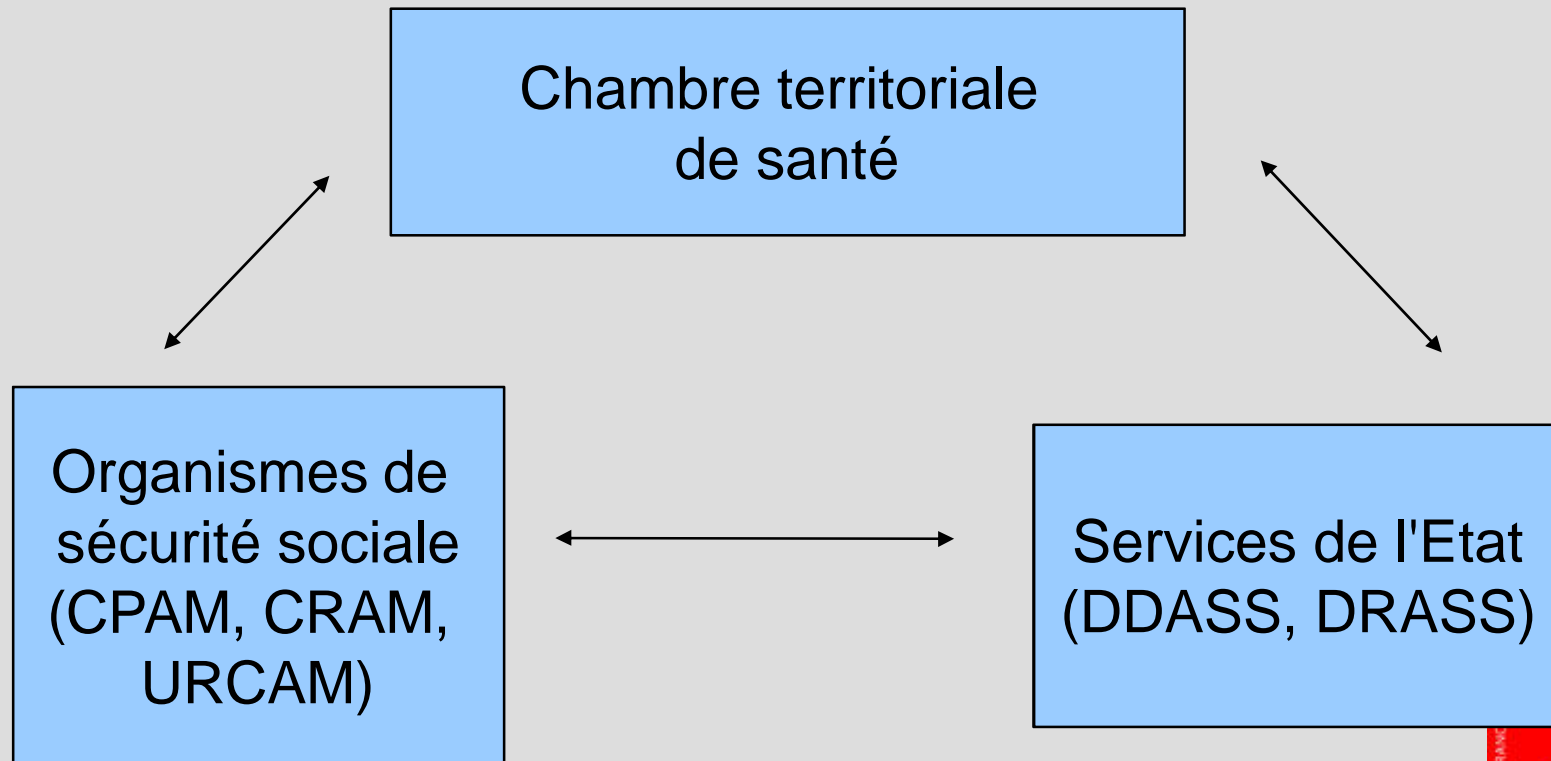 Chambre territoriale
de santé
Organismes de
sécurité sociale
(CPAM, CRAM,
URCAM)
Services de l'Etat
(DDASS, DRASS)